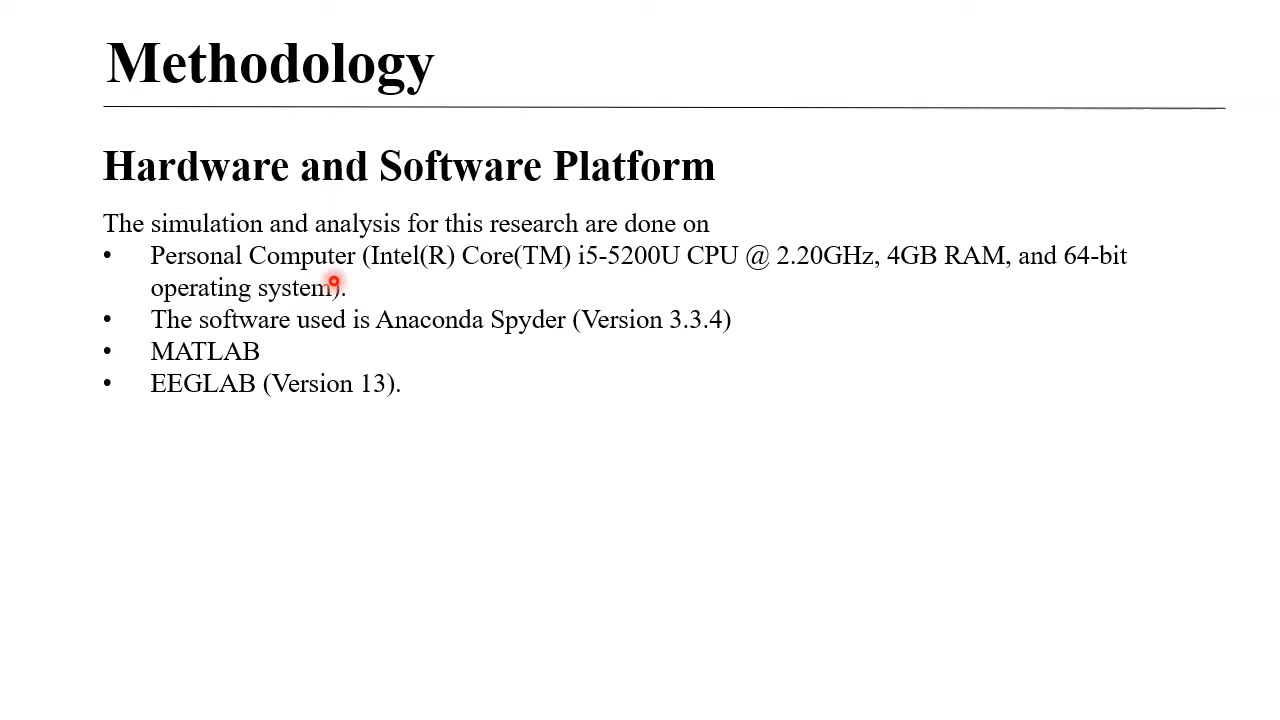 Methodology
Hardware and Software Platform
The simulation and analysis for this research are done on
• Personal Computer (Intel(R) Core(TM) i5-5200U CPU @ 2.20GHz, 4GB RAM, and 64-bit
operating system).
• The software used is Anaconda Spyder (Version 3.3.4)
• MATLAB
• EEGLAB (Version 13).